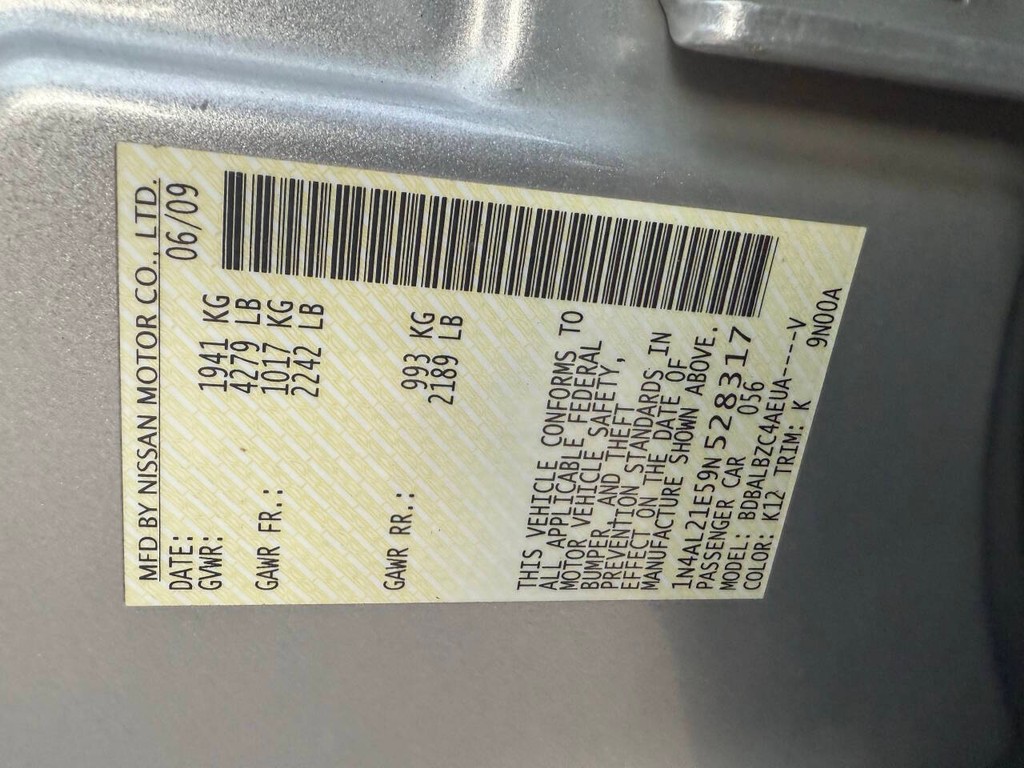 MFD BY NISSAN MOTOR CO., LTD.
DATE: 06/09
GVWR: 1941 KG
4279 LB
GAWR FR.: 1017 KG
2242 LB
GAWR RR.: 993 KG
2189 LB
THIS VEHICLE CONFORMS TO
ALL APPLICABLE FEDERAL
MOTOR VEHICLE SAFETY,
BUMPER, AND THEFT
PREVENTION STANDARDS IN
EFFECT ON THE DATE OF
MANUFACTURE SHOWN ABOVE.
1N4AL21E59N528317
PASSENGER CAR 056
MODEL: BDBALBZC4AEUA----V
COLOR: K12 TRIM: K 9N00A